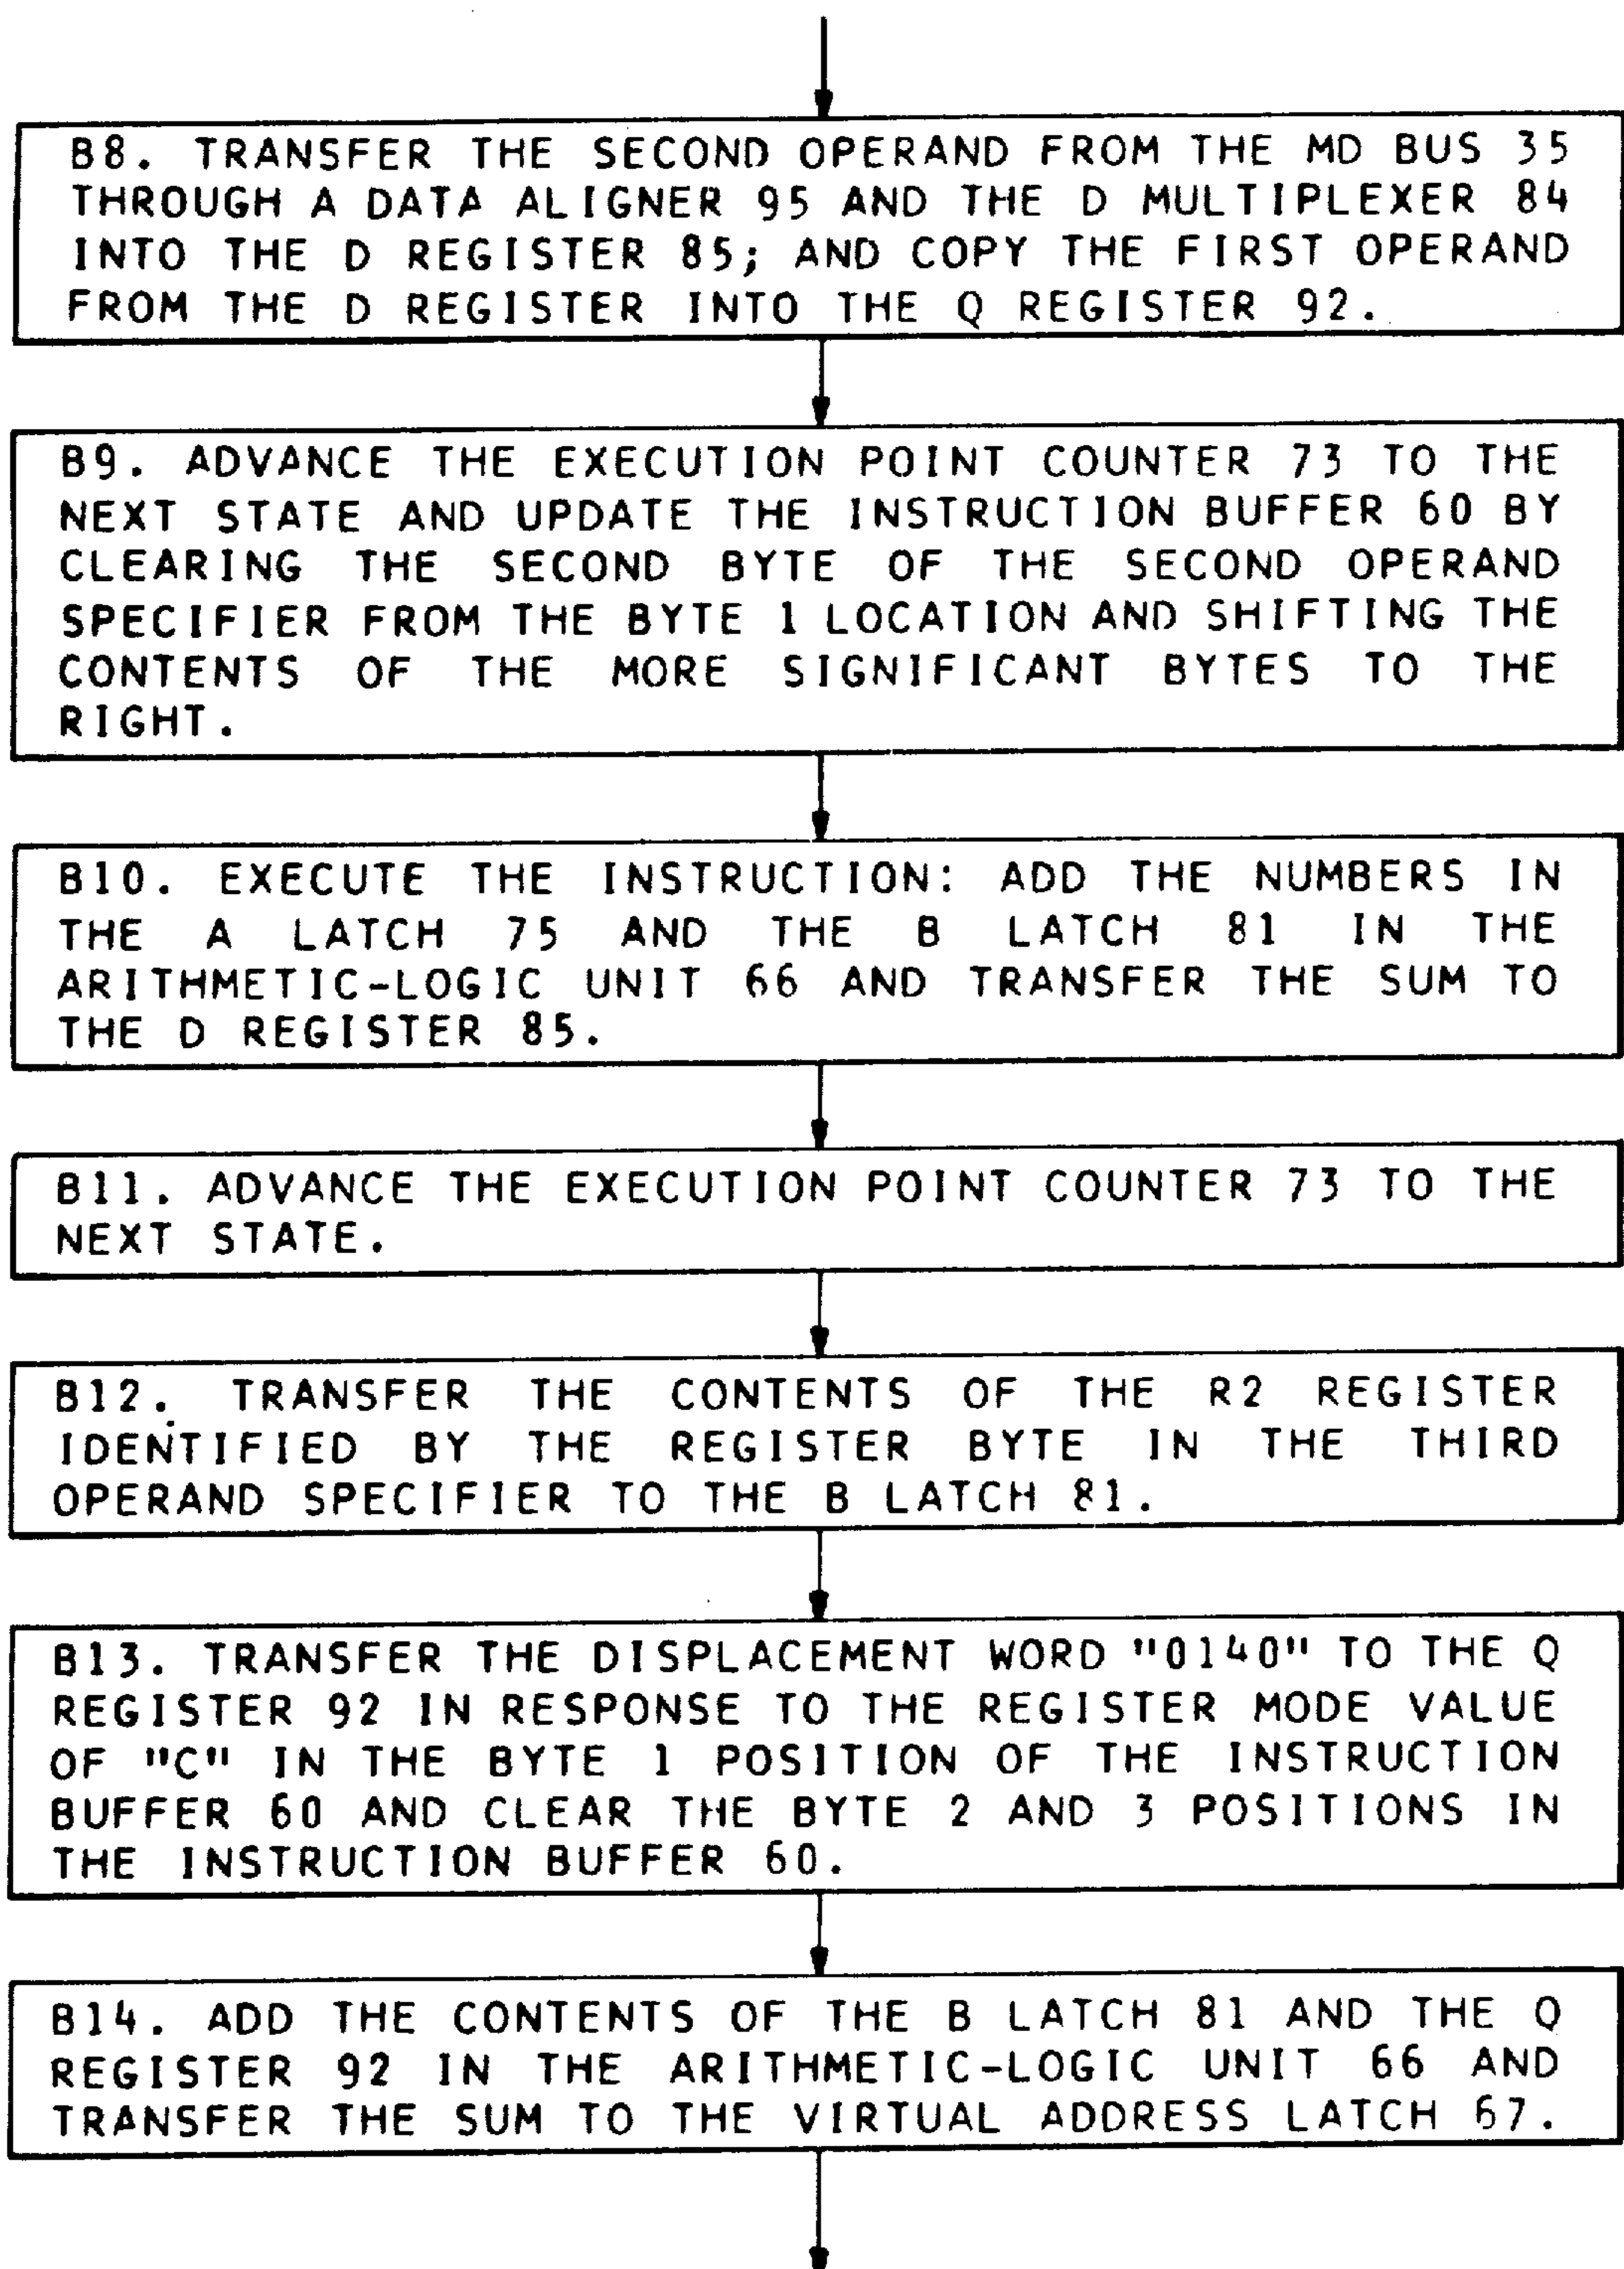 B8. TRANSFER THE SECOND OPERAND FROM THE MD BUS 35
THROUGH A DATA ALIGNER 95 AND THE D MULTIPLEXER 84
INTO THE D REGISTER 85; AND COPY THE FIRST OPERAND
FROM THE D REGISTER INTO THE Q REGISTER 92.
B9. ADVANCE THE EXECUTION POINT COUNTER 73 TO THE
NEXT STATE AND UPDATE THE INSTRUCTION BUFFER 60 BY
CLEARING THE SECOND BYTE OF THE SECOND OPERAND
SPECIFIER FROM THE BYTE 1 LOCATION AND SHIFTING THE
CONTENTS OF THE MORE SIGNIFICANT BYTES TO THE
RIGHT.
B10. EXECUTE THE INSTRUCTION: ADD THE NUMBERS IN
THE A LATCH 75 AND THE B LATCH 81 IN THE
ARITHMETIC-LOGIC UNIT 66 AND TRANSFER THE SUM TO
THE D REGISTER 85.
B11. ADVANCE THE EXECUTION POINT COUNTER 73 TO THE
NEXT STATE.
B12. TRANSFER THE CONTENTS OF THE R2 REGISTER
IDENTIFIED BY THE REGISTER BYTE IN THE THIRD
OPERAND SPECIFIER TO THE B LATCH 81.
B13. TRANSFER THE DISPLACEMENT WORD "0140" TO THE Q
REGISTER 92 IN RESPONSE TO THE REGISTER MODE VALUE
OF "C" IN THE BYTE 1 POSITION OF THE INSTRUCTION
BUFFER 60 AND CLEAR THE BYTE 2 AND 3 POSITIONS IN
THE INSTRUCTION BUFFER 60.
B14. ADD THE CONTENTS OF THE B LATCH 81 AND THE Q
REGISTER 92 IN THE ARITHMETIC-LOGIC UNIT 66 AND
TRANSFER THE SUM TO THE VIRTUAL ADDRESS LATCH 67.